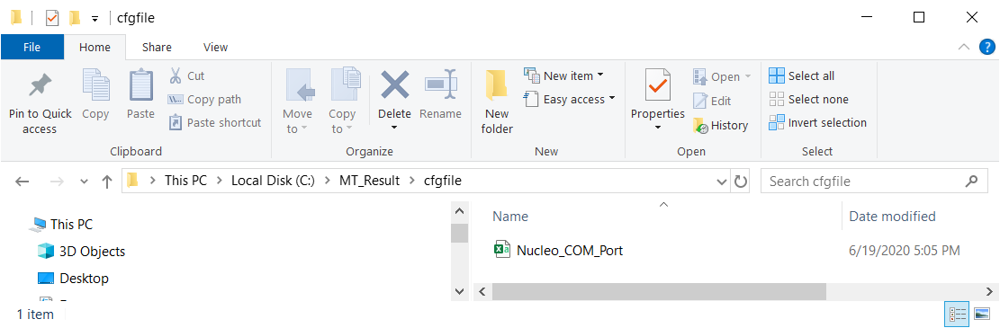 cfgfile
File Home Share View
Pin to Quick access
Copy
Paste
Cut
Copy path
Paste shortcut
Clipboard
Move to
Copy to
Delete
Rename
Organize
New folder
New item
Easy access
New
Properties
Open
Edit
History
Open
Select all
Select none
Invert selection
Select
This PC > Local Disk (C:) > MT_Result > cfgfile
Search cfgfile
This PC
3D Objects
Desktop
Name Date modified
Nucleo_COM_Port 6/19/2020 5:05 PM
1 item